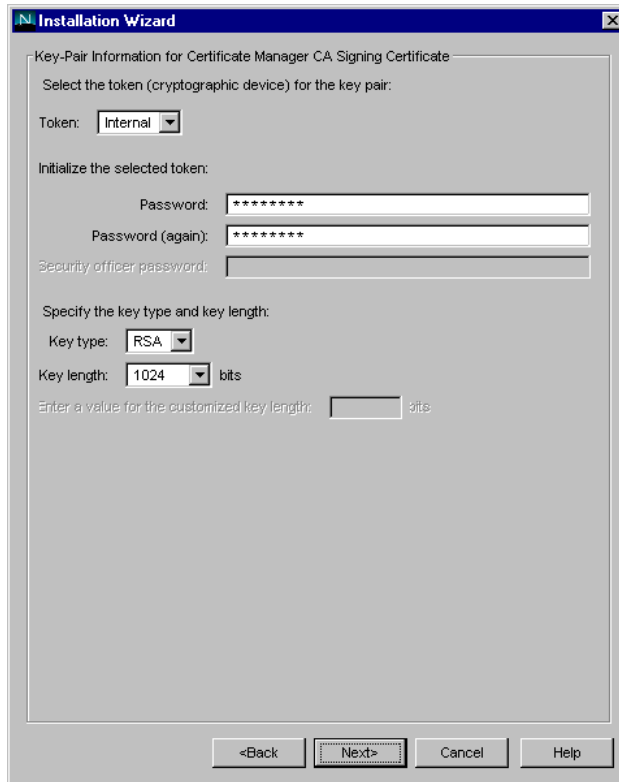 N Installation Wizard
Key-Pair Information for Certificate Manager CA Signing Certificate
Select the token (cryptographic device) for the key pair:
Token: Internal
Initialize the selected token:
Password: ********
Password (again): ********
Security officer password:
Specify the key type and key length:
Key type: RSA
Key length: 1024 bits
Enter a value for the customized key length: bits
<Back Next> Cancel Help